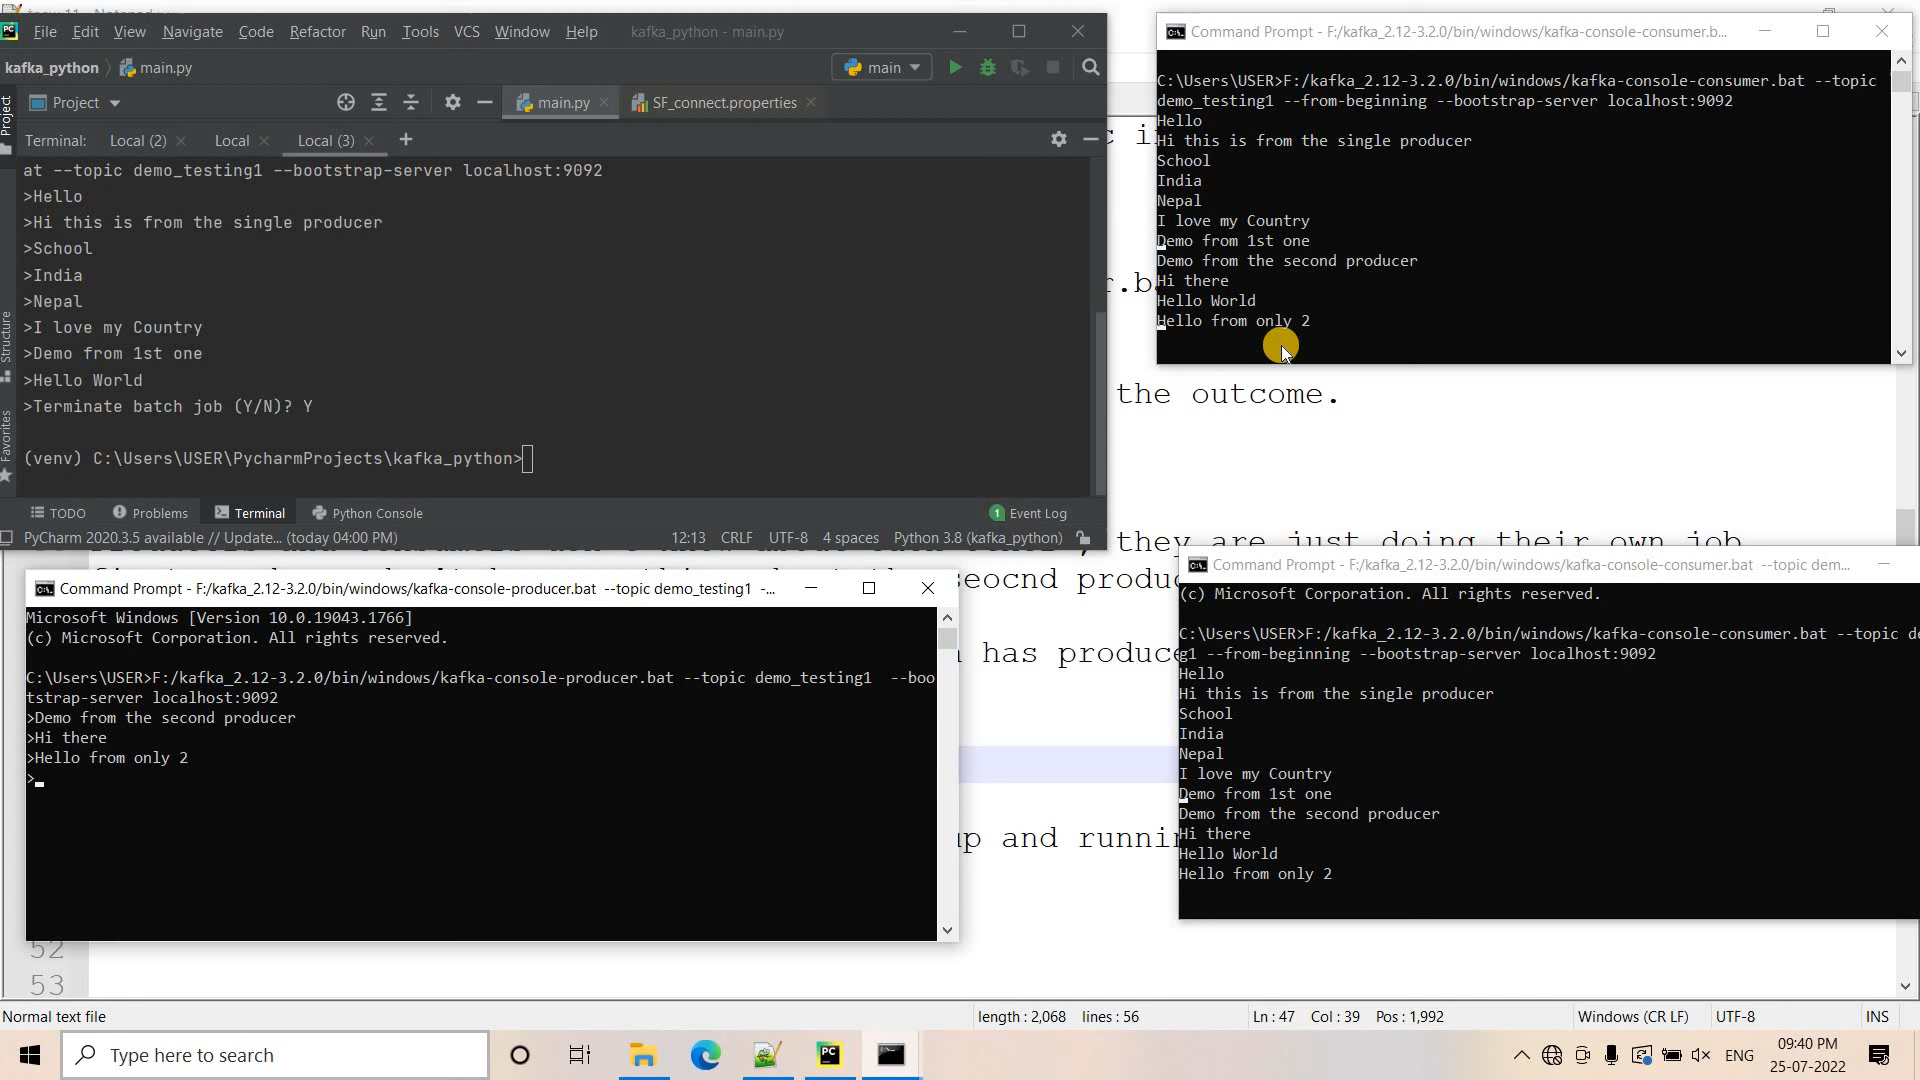 File Edit View Navigate Code Refactor Run Tools VCS Window Help kafka_python - main.py
kafka_python main.py
main
Project
Project
main.py
SF_connect.properties
Terminal: Local (2) Local Local (3)
at --topic demo_testing1 --bootstrap-server localhost:9092
>Hello
>Hi this is from the single producer
>School
>India
>Nepal
>I love my Country
>Demo from 1st one
>Hello World
>Terminate batch job (Y/N)? Y
(venv) C:\Users\USER\PycharmProjects\kafka_python>
Structure
Favorites
TODO Problems Terminal Python Console
1 Event Log
PyCharm 2020.3.5 available // Update... (today 04:00 PM)
12:13 CRLF UTF-8 4 spaces Python 3.8 (kafka_python)
Command Prompt - F:/kafka_2.12-3.2.0/bin/windows/kafka-console-consumer.b...
C:\Users\USER>F:/kafka_2.12-3.2.0/bin/windows/kafka-console-consumer.bat --topic
demo_testing1 --from-beginning --bootstrap-server localhost:9092
Hello
Hi this is from the single producer
School
India
Nepal
I love my Country
Demo from 1st one
Demo from the second producer
Hi there
Hello World
Hello from only 2
the outcome.
, they are just doing their own job
seocnd produc
has produce
up and runnin
52
53
Command Prompt - F:/kafka_2.12-3.2.0/bin/windows/kafka-console-producer.bat --topic demo_testing1 -...
Microsoft Windows [Version 10.0.19043.1766]
(c) Microsoft Corporation. All rights reserved.
C:\Users\USER>F:/kafka_2.12-3.2.0/bin/windows/kafka-console-producer.bat --topic demo_testing1  --boo
tstrap-server localhost:9092
>Demo from the second producer
>Hi there
>Hello from only 2
>
Command Prompt - F:/kafka_2.12-3.2.0/bin/windows/kafka-console-consumer.bat --topic dem...
(c) Microsoft Corporation. All rights reserved.
C:\Users\USER>F:/kafka_2.12-3.2.0/bin/windows/kafka-console-consumer.bat --topic de
g1 --from-beginning --bootstrap-server localhost:9092
Hello
Hi this is from the single producer
School
India
Nepal
I love my Country
Demo from 1st one
Demo from the second producer
Hi there
Hello World
Hello from only 2
Normal text file
length : 2,068 lines : 56
Ln : 47 Col : 39 Pos : 1,992
Windows (CR LF)
UTF-8
INS
Type here to search
ENG
09:40 PM
25-07-2022